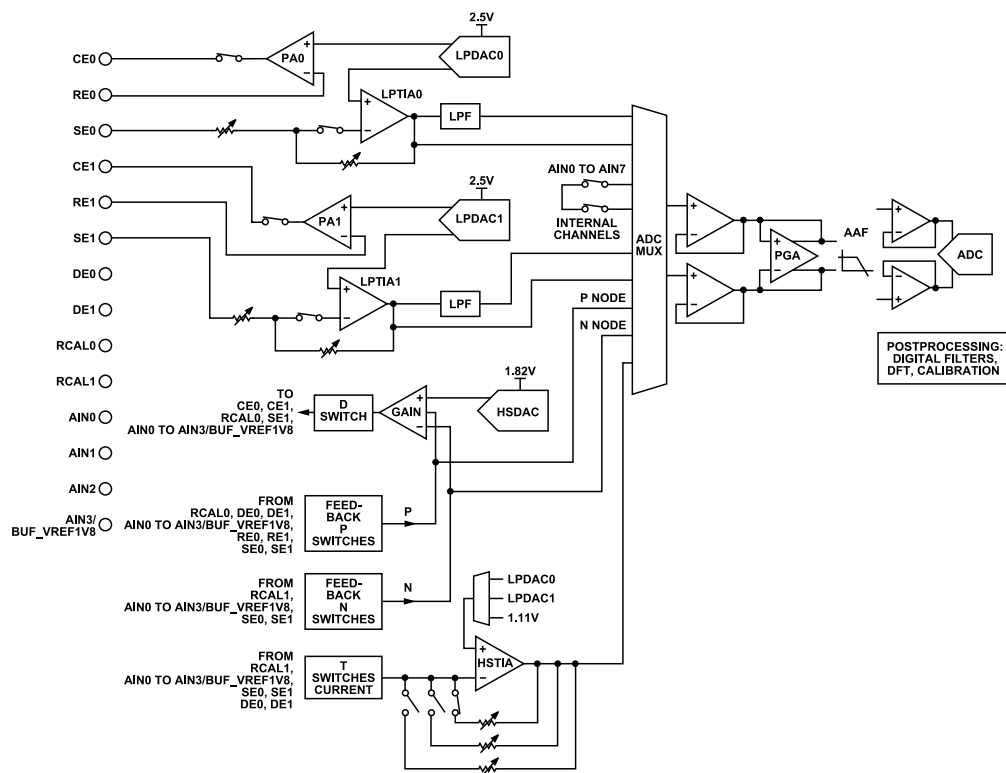 2.5V
CE0
PA0
LPDAC0
RE0
LPTIA0
LPF
SE0
CE1
AIN0 TO AIN7
2.5V
RE1
PA1
LPDAC1
INTERNAL
CHANNELS
SE1
ADC
MUX
PGA
AAF
ADC
DE0
LPTIA1
LPF
DE1
P NODE
N NODE
RCAL0
POSTPROCESSING:
DIGITAL FILTERS,
DFT, CALIBRATION
RCAL1
1.82V
TO
CE0, CE1,
RCAL0, SE1,
AIN0 TO AIN3/BUF_VREF1V8
D
SWITCH
GAIN
HSDAC
AIN0
AIN1
AIN2
AIN3/
BUF_VREF1V8
FROM
RCAL0, DE0, DE1,
AIN0 TO AIN3/BUF_VREF1V8,
RE0, RE1,
SE0, SE1
FEED-
BACK
P
SWITCHES
P
FROM
RCAL1,
AIN0 TO AIN3/BUF_VREF1V8,
SE0, SE1
FEED-
BACK
N
SWITCHES
N
LPDAC0
LPDAC1
1.11V
HSTIA
FROM
RCAL1,
AIN0 TO AIN3/BUF_VREF1V8,
SE0, SE1
DE0, DE1
T
SWITCHES
CURRENT